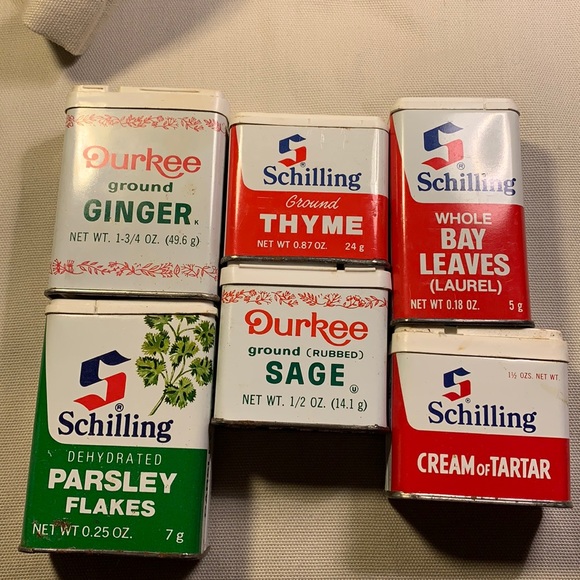 Durkee
ground
GINGER K
NET WT. 1-3/4 OZ. (49.6 g)
Schilling ®
Ground
THYME
NET WT 0.87 OZ. 24 g
Schilling ®
WHOLE
BAY
LEAVES
(LAUREL)
NET WT 0.18 OZ. 5 g
Schilling ®
DEHYDRATED
PARSLEY
FLAKES
NET WT 0.25 OZ. 7 g
Durkee
ground (RUBBED)
SAGE U
NET WT. 1/2 OZ. (14.1 g)
1½ OZS. NET WT.
Schilling ®
CREAM OF TARTAR